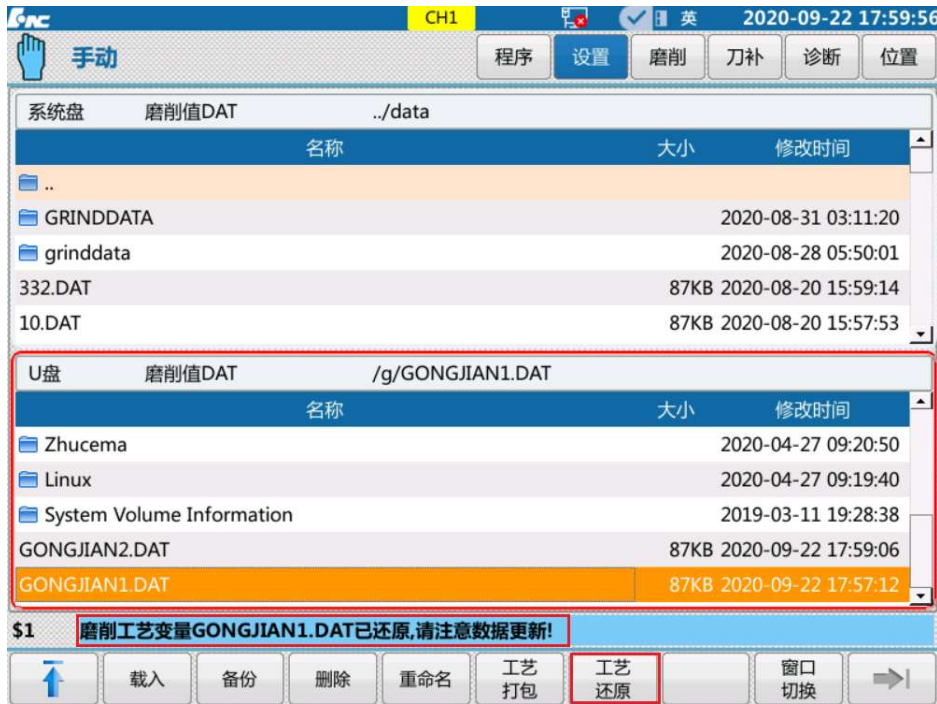 CNC CH1 英 2020-09-22 17:59:56
手动 程序 设置 磨削 刀补 诊断 位置
系统盘 磨削值DAT ../data
名称 大小 修改时间
..
GRINDDATA 2020-08-31 03:11:20
grinddata 2020-08-28 05:50:01
332.DAT 87KB 2020-08-20 15:59:14
10.DAT 87KB 2020-08-20 15:57:53
U盘 磨削值DAT /g/GONGJIAN1.DAT
名称 大小 修改时间
Zhucema 2020-04-27 09:20:50
Linux 2020-04-27 09:19:40
System Volume Information 2019-03-11 19:28:38
GONGJIAN2.DAT 87KB 2020-09-22 17:59:06
GONGJIAN1.DAT 87KB 2020-09-22 17:57:12
$1 磨削工艺变量GONGJIAN1.DAT已还原,请注意数据更新!
载入 备份 删除 重命名 工艺打包 工艺还原 窗口切换